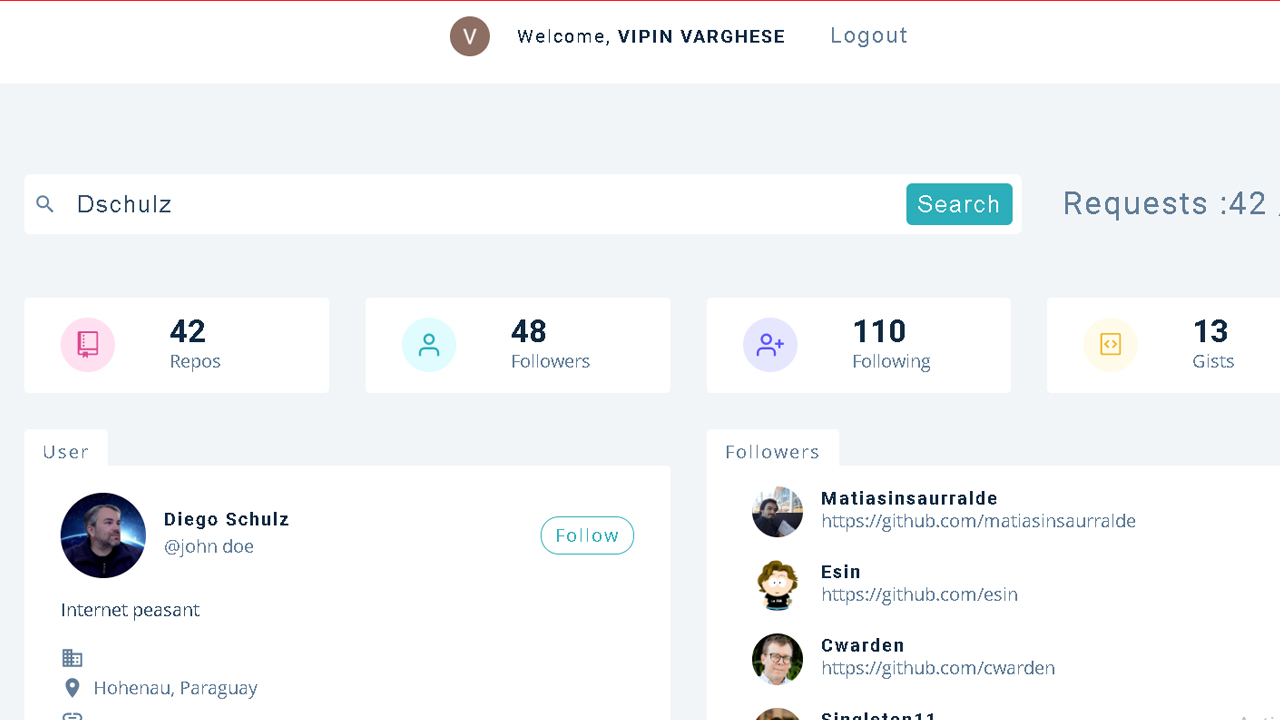 V Welcome, VIPIN VARGHESE Logout
Dschulz Search Requests :42
42
Repos
48
Followers
110
Following
13
Gists
User
Diego Schulz
@john doe
Follow
Internet peasant
Hohenau, Paraguay
Followers
Matiasinsaurralde
https://github.com/matiasinsaurralde
Esin
https://github.com/esin
Cwarden
https://github.com/cwarden
Singleton11